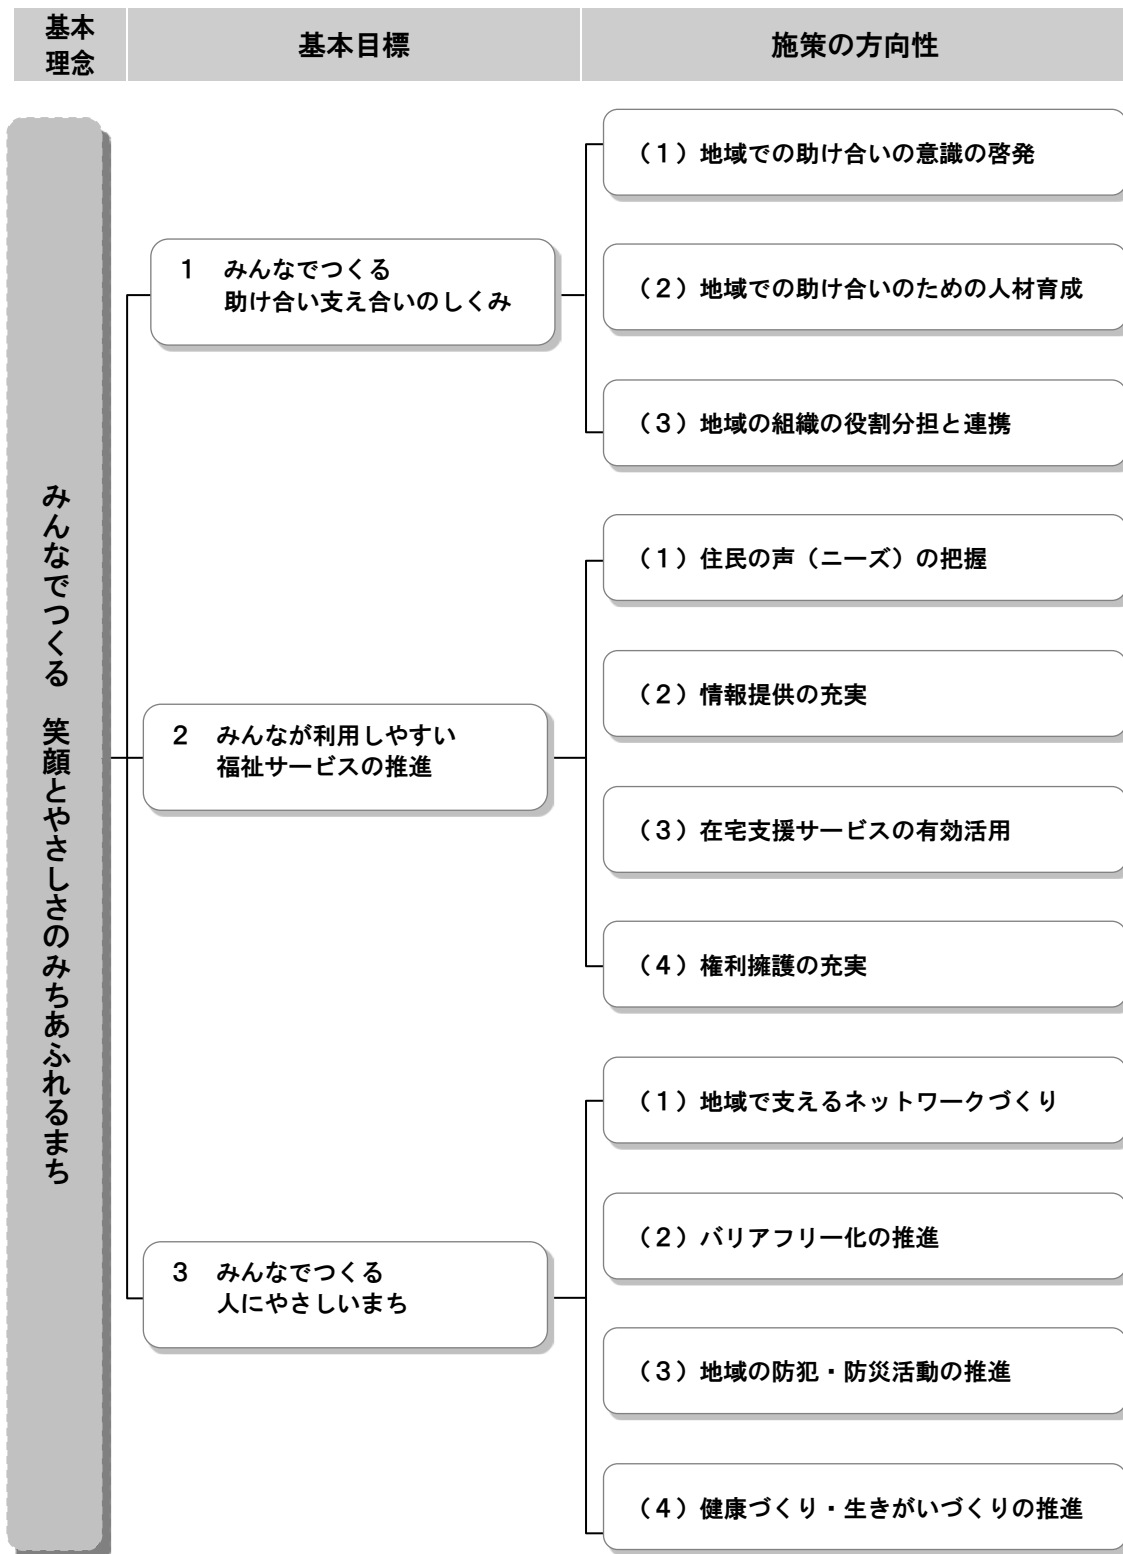 基本
理念
基本目標
施策の方向性
みんなでつくる　笑顔とやさしさのみちあふれるまち
1　みんなでつくる
助け合い支え合いのしくみ
（1）地域での助け合いの意識の啓発
（2）地域での助け合いのための人材育成
（3）地域の組織の役割分担と連携
2　みんなが利用しやすい
福祉サービスの推進
（1）住民の声（ニーズ）の把握
（2）情報提供の充実
（3）在宅支援サービスの有効活用
（4）権利擁護の充実
3　みんなでつくる
人にやさしいまち
（1）地域で支えるネットワークづくり
（2）バリアフリー化の推進
（3）地域の防犯・防災活動の推進
（4）健康づくり・生きがいづくりの推進